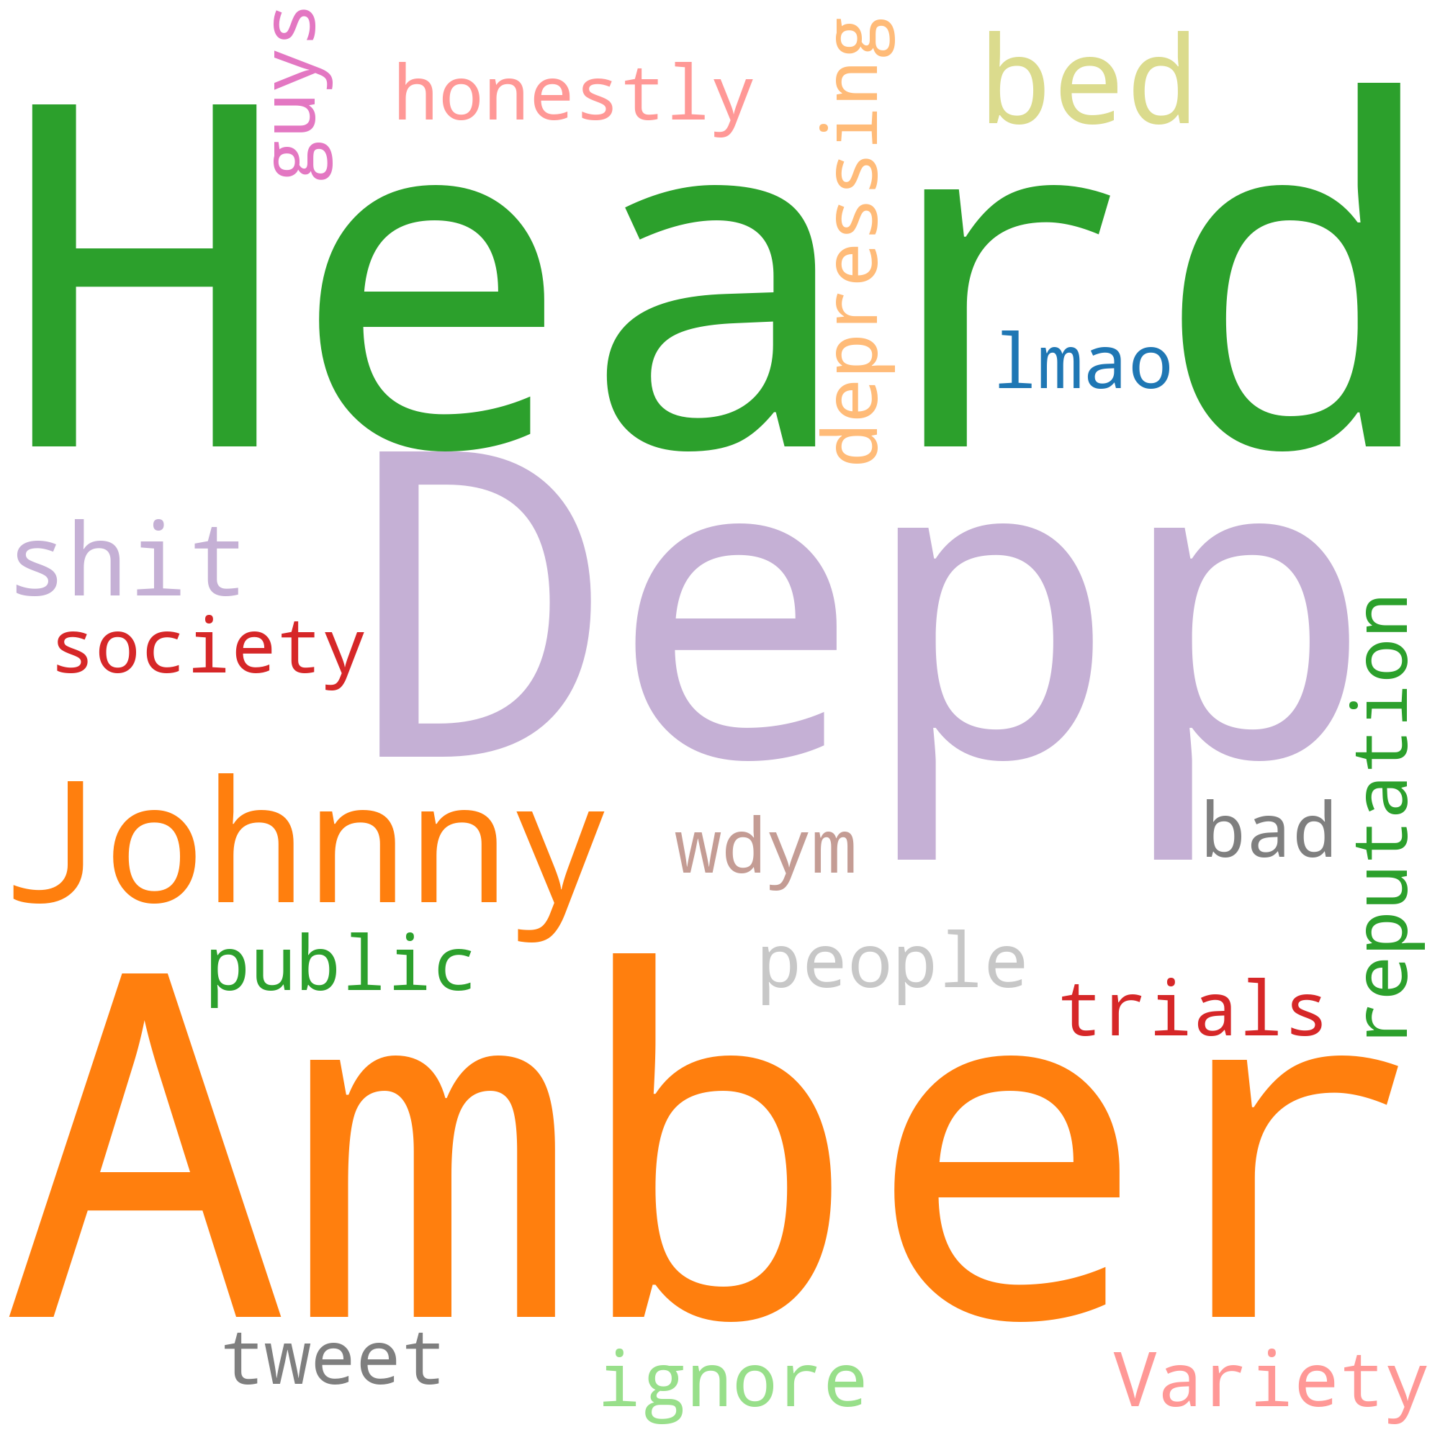 guys
honestly
depressing
bed
Heard
lmao
Depp
shit
society
reputation
Johnny
wdym
bad
public
people
trials
Amber
tweet
ignore
Variety